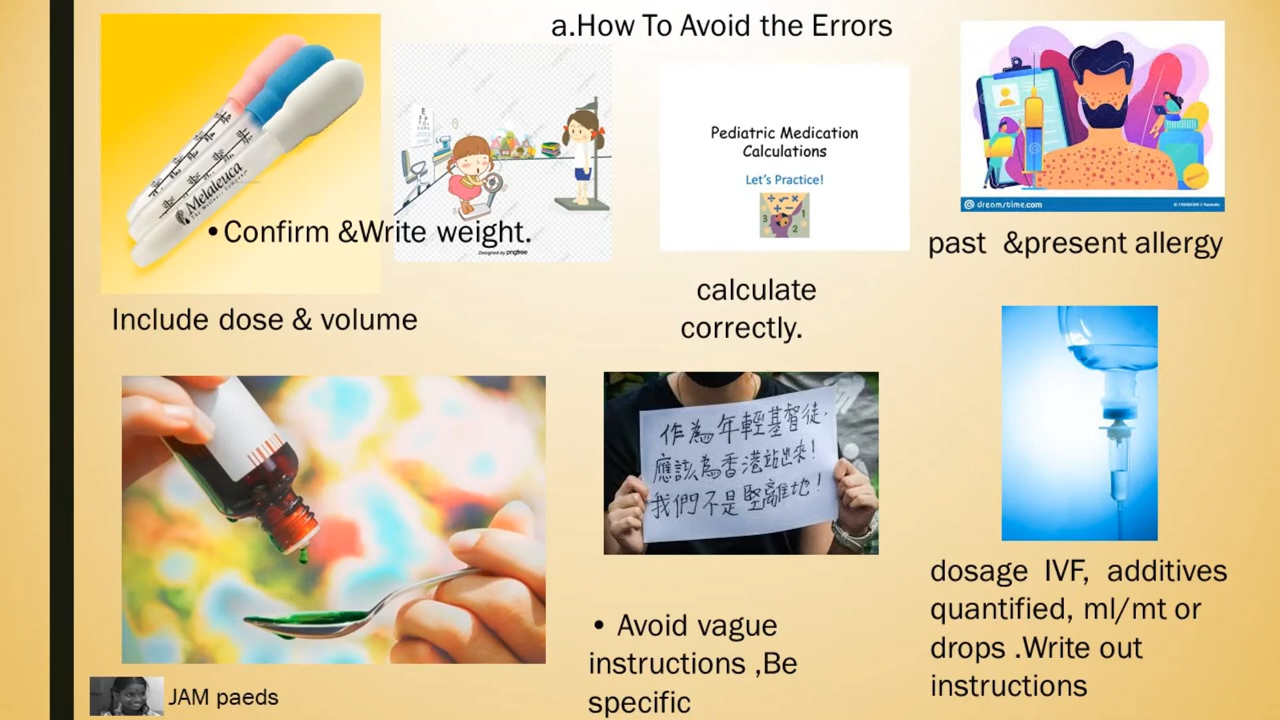 a.How To Avoid the Errors
Melaleuca
Pediatric Medication
Calculations
Let's Practice!
dreamstime.com
• Confirm &Write weight.
Designed by pngtree
past &present allergy
calculate
correctly.
Include dose & volume
作為年輕基督徒,
應該為香港站出來!
我們不是堅離地!
dosage IVF, additives
quantified, ml/mt or
drops .Write out
instructions
• Avoid vague
instructions ,Be
specific
JAM paeds